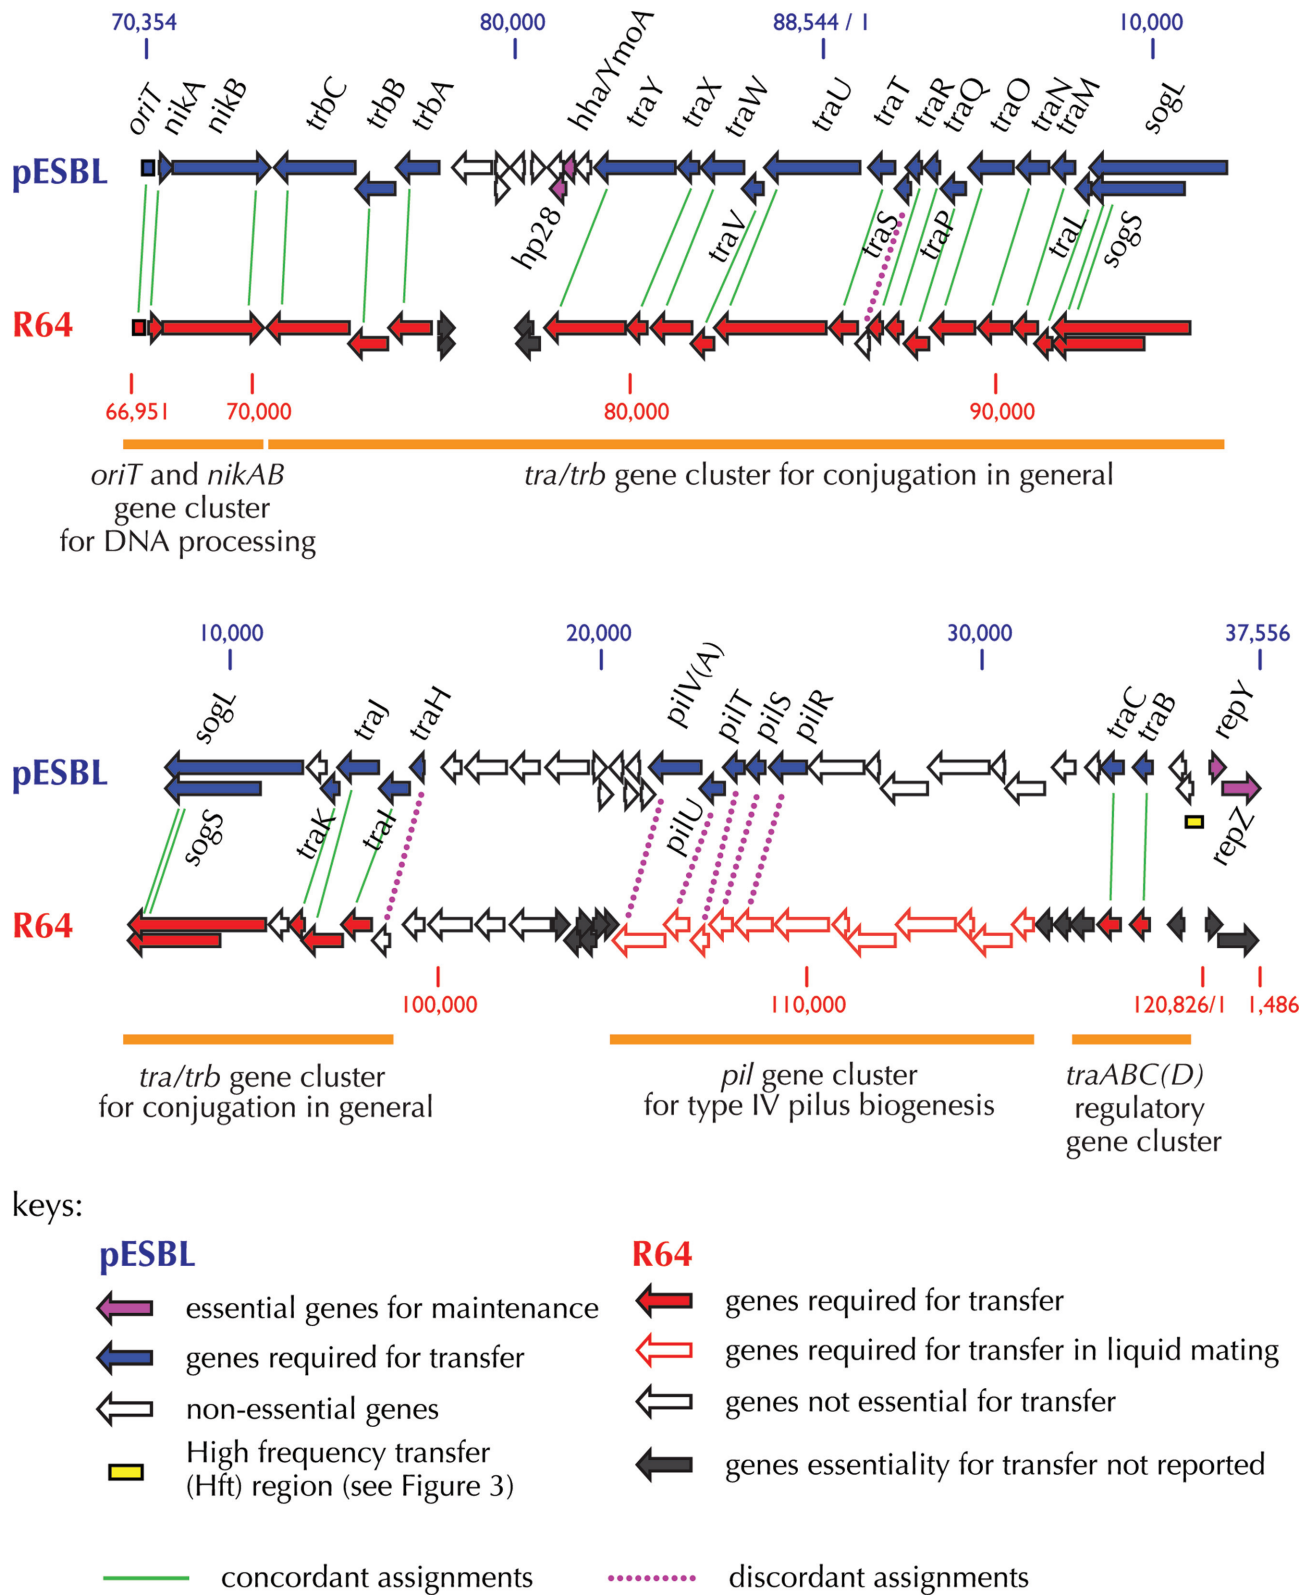 70,354 80,000 88,544 / 1 10,000
oriT nikA nikB trbC trbB trbA hha/YmoA traY traX traW traU traT traR traQ traO traN traM sogL
pESBL
hp28 traV traS traP traL sogS
R64
66,951 70,000 80,000 90,000
oriT and nikAB
gene cluster
for DNA processing
tra/trb gene cluster for conjugation in general
10,000 20,000 30,000 37,556
sogL traJ traH pilV(A) pilT pilS pilR traC traB repY
pESBL
sogS traK traI pilU repZ
R64
100,000 110,000 120,826/1 1,486
tra/trb gene cluster
for conjugation in general
pil gene cluster
for type IV pilus biogenesis
traABC(D)
regulatory
gene cluster
keys:
pESBL
essential genes for maintenance
genes required for transfer
non-essential genes
High frequency transfer
(Hft) region (see Figure 3)
R64
genes required for transfer
genes required for transfer in liquid mating
genes not essential for transfer
genes essentiality for transfer not reported
concordant assignments
discordant assignments